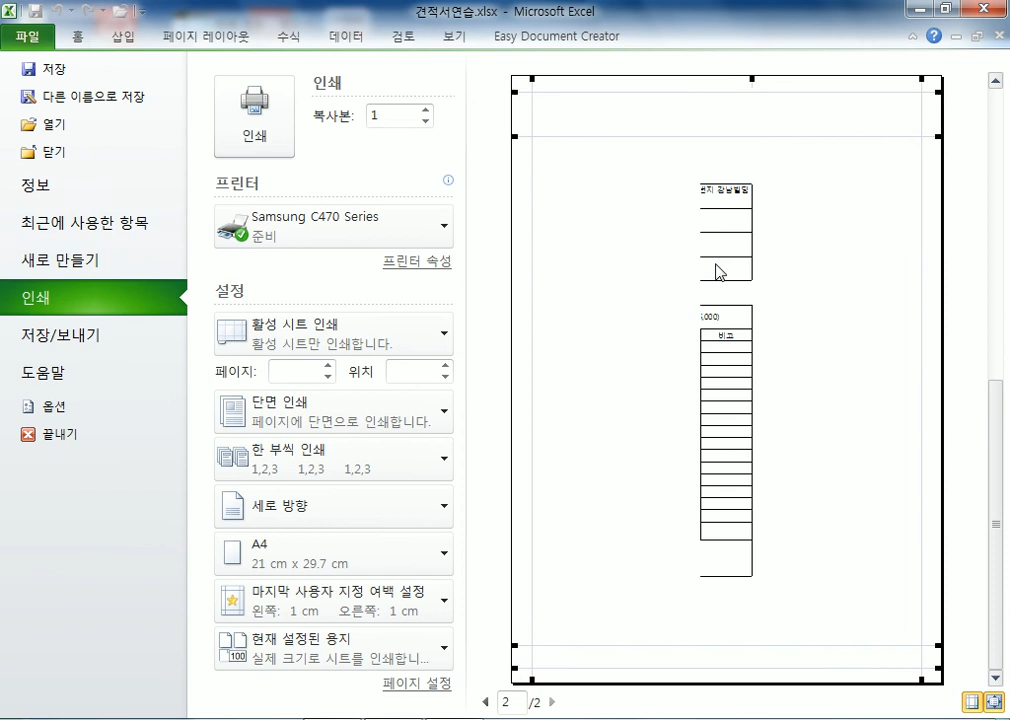 견적서연습.xlsx - Microsoft Excel
파일 홈 삽입 페이지 레이아웃 수식 데이터 검토 보기 Easy Document Creator
저장
다른 이름으로 저장
열기
닫기
정보
최근에 사용한 항목
새로 만들기
인쇄
저장/보내기
도움말
옵션
끝내기
인쇄
인쇄
복사본: 1
프린터
Samsung C470 Series
준비
프린터 속성
설정
활성 시트 인쇄
활성 시트만 인쇄합니다.
페이지: 위치
단면 인쇄
페이지에 단면으로 인쇄합니다.
한 부씩 인쇄
1,2,3 1,2,3 1,2,3
세로 방향
A4
21 cm x 29.7 cm
마지막 사용자 지정 여백 설정
왼쪽: 1 cm 오른쪽: 1 cm
현재 설정된 용지
100
실제 크기로 시트를 인쇄합니...
페이지 설정
번지 강남빌딩
,000)
비고
2 /2